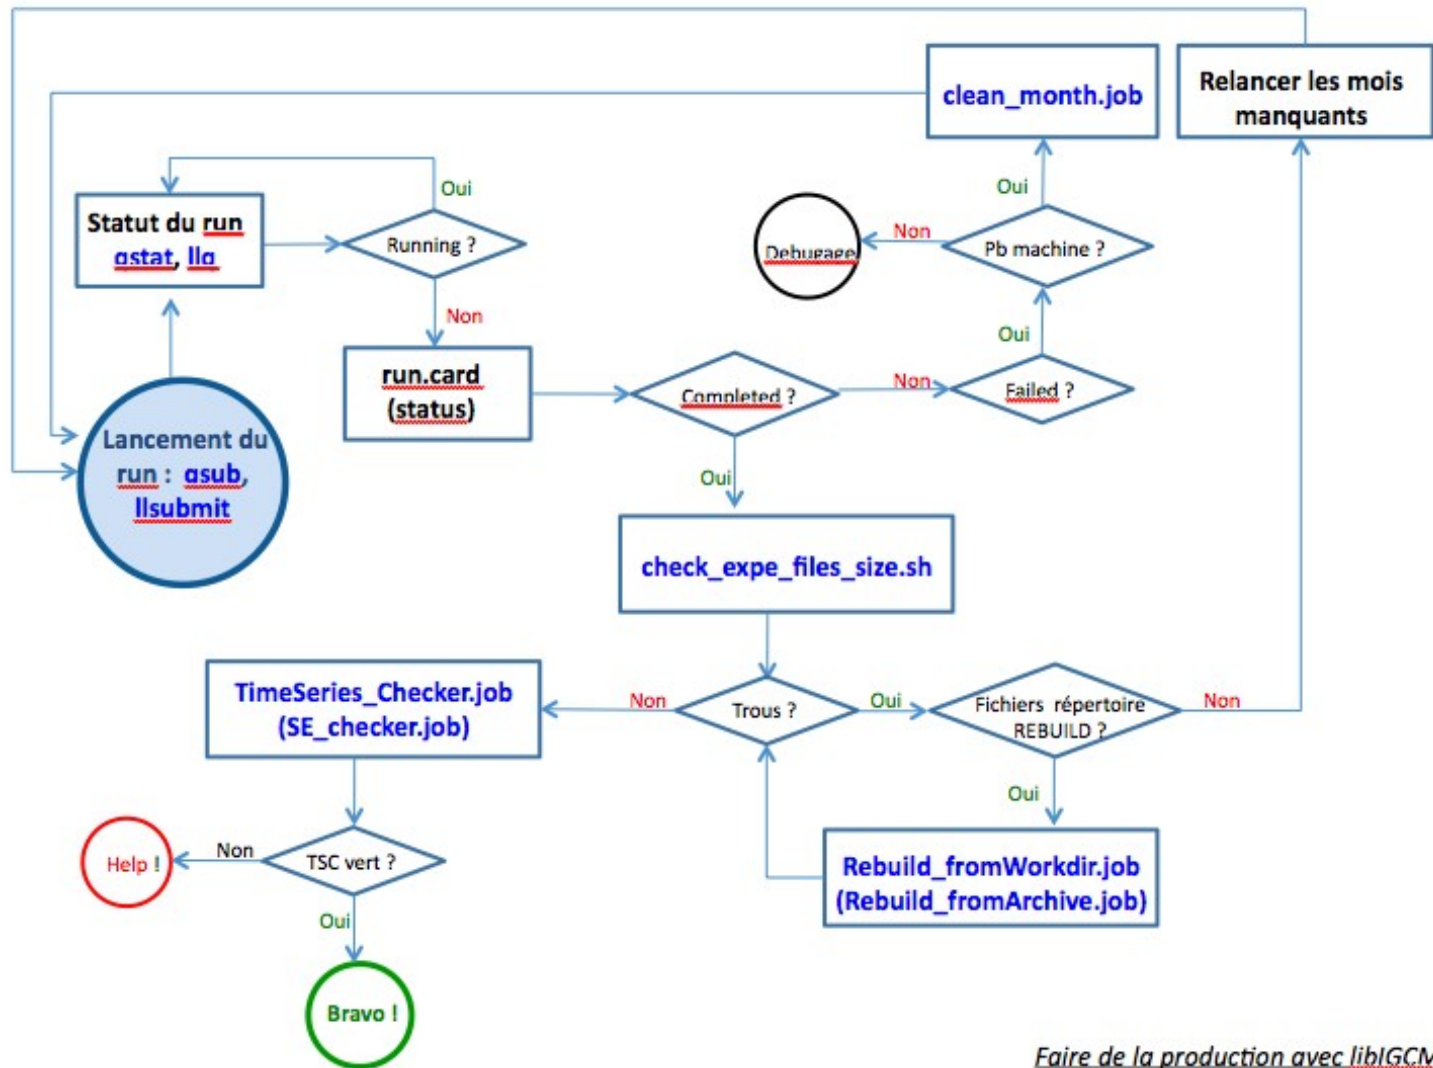 clean_month.job
Relancer les mois
manquants
Oui
Oui
Statut du run
qstat, llq
Running ?
Debugage
Non
Pb machine ?
Non
Oui
run.card
(status)
Completed ?
Non
Failed ?
Lancement du
run : qsub,
llsubmit
Oui
check_expe_files_size.sh
TimeSeries_Checker.job
(SE_checker.job)
Non
Trous ?
Oui
Fichiers répertoire
REBUILD ?
Non
Oui
Help !
Non
TSC vert ?
Rebuild_fromWorkdir.job
(Rebuild_fromArchive.job)
Oui
Bravo !
Faire de la production avec libIGCM